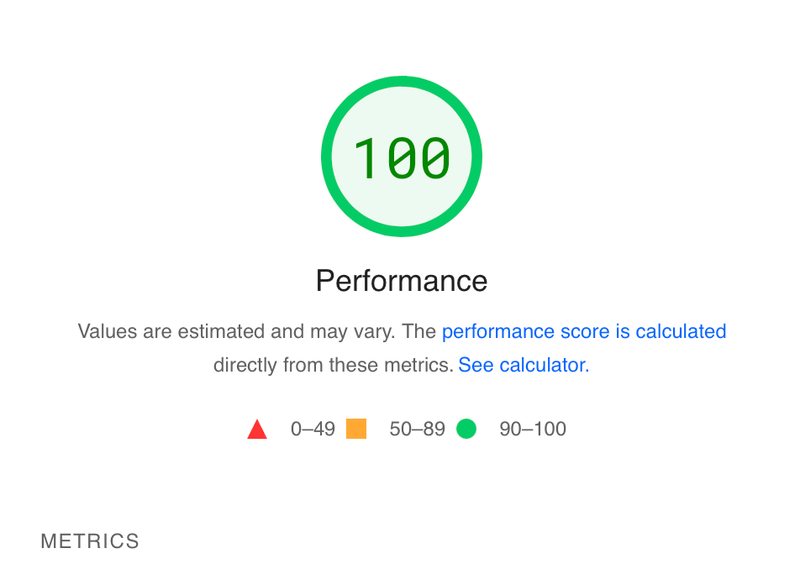 100
Performance
Values are estimated and may vary. The performance score is calculated
directly from these metrics. See calculator.
0–49 50–89 90–100
METRICS